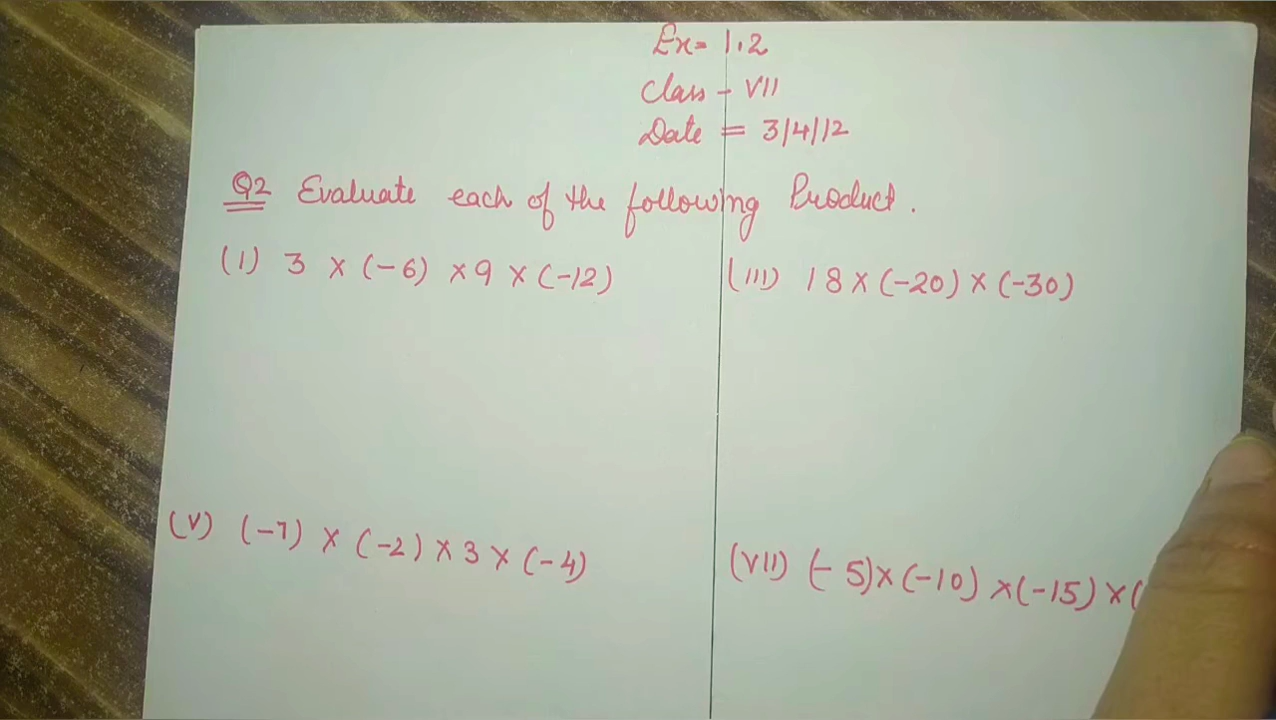 Ex= 1.2
Class - VII
Date = 3/4/12
Q2 Evaluate each of the following Product.
(I) 3 × (-6) × 9 × (-12)
(III) 18 × (-20) × (-30)
(V) (-7) × (-2) × 3 × (-4)
(VII) (- 5) × (-10) × (-15) × (